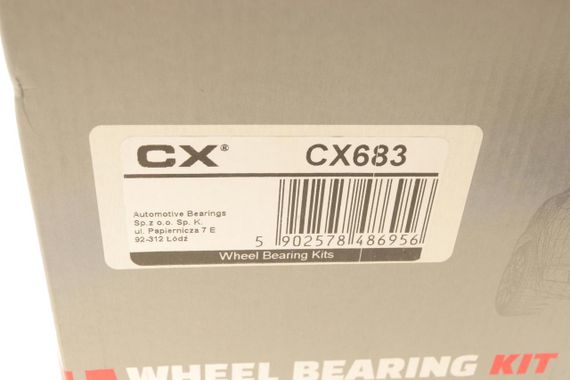 CX® CX683
Automotive Bearings
Sp.z o.o. Sp. K.
ul. Papiernicza 7 E
92-312 Łódź
5 902578 486956
Wheel Bearing Kits
WHEEL BEARING KIT